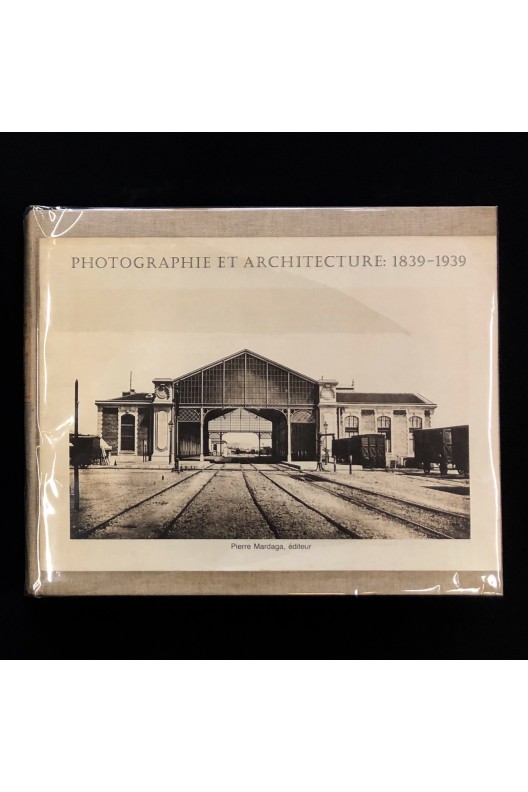 PHOTOGRAPHIE ET ARCHITECTURE: 1839-1939
Pierre Mardaga, éditeur